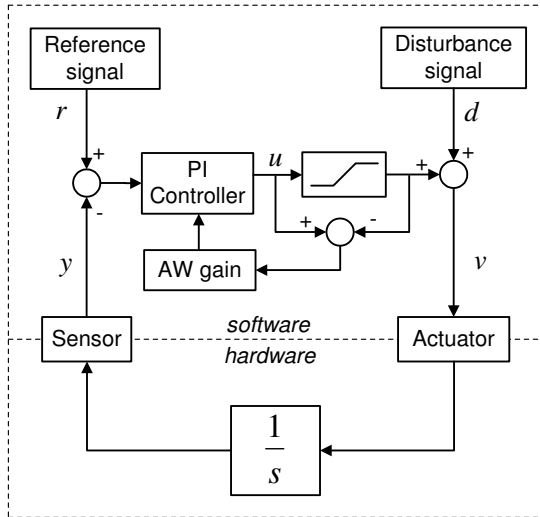 Reference
signal
Disturbance
signal
r
d
+
+
PI
Controller
u
+
-
+
-
AW gain
y
v
Sensor
software
Actuator
hardware
1
s